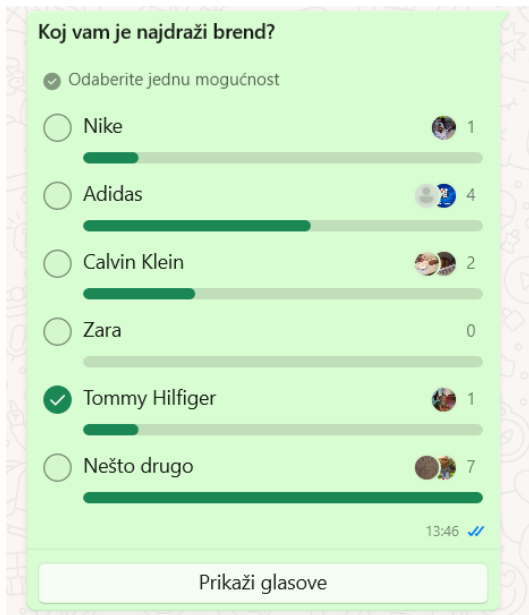 Koj vam je najdraži brend?
Odaberite jednu mogućnost
Nike 1
Adidas 4
Calvin Klein 2
Zara 0
Tommy Hilfiger 1
Nešto drugo 7
13:46
Prikaži glasove